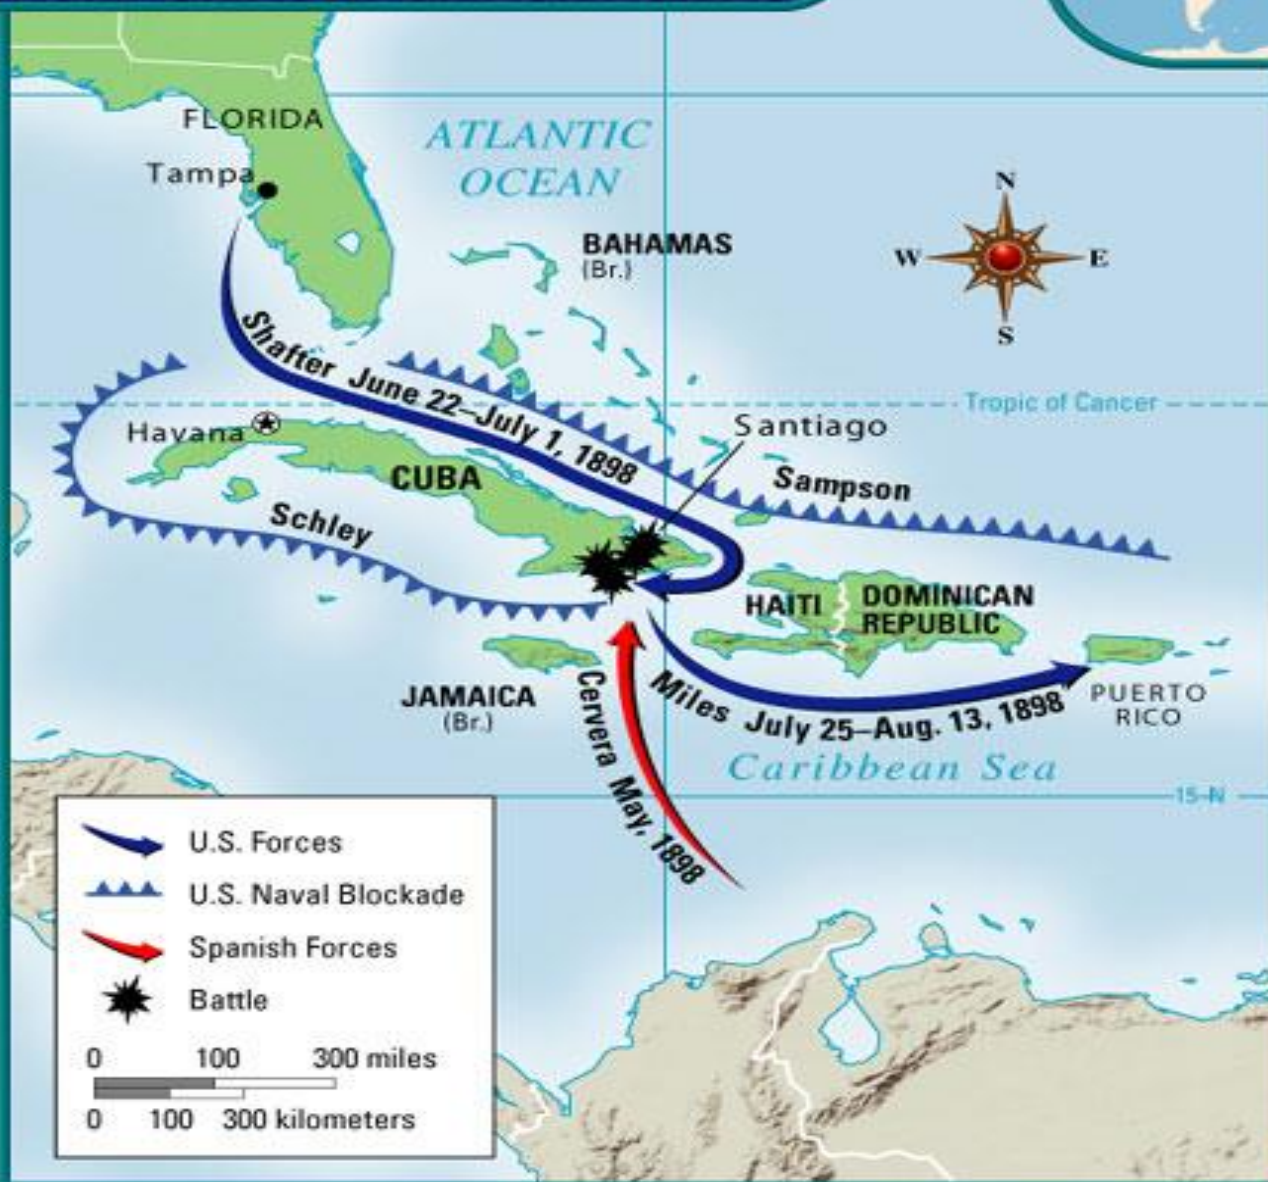 FLORIDA
Tampa
ATLANTIC
OCEAN
BAHAMAS
(Br.)
N
W
E
S
Shafter June 22–July 1, 1898
Tropic of Cancer
Havana
Santiago
CUBA
Sampson
Schley
HAITI
DOMINICAN
REPUBLIC
JAMAICA
(Br.)
Cervera May, 1898
Miles July 25–Aug. 13, 1898
PUERTO
RICO
Caribbean Sea
15 N
U.S. Forces
U.S. Naval Blockade
Spanish Forces
Battle
0 100 300 miles
0 100 300 kilometers